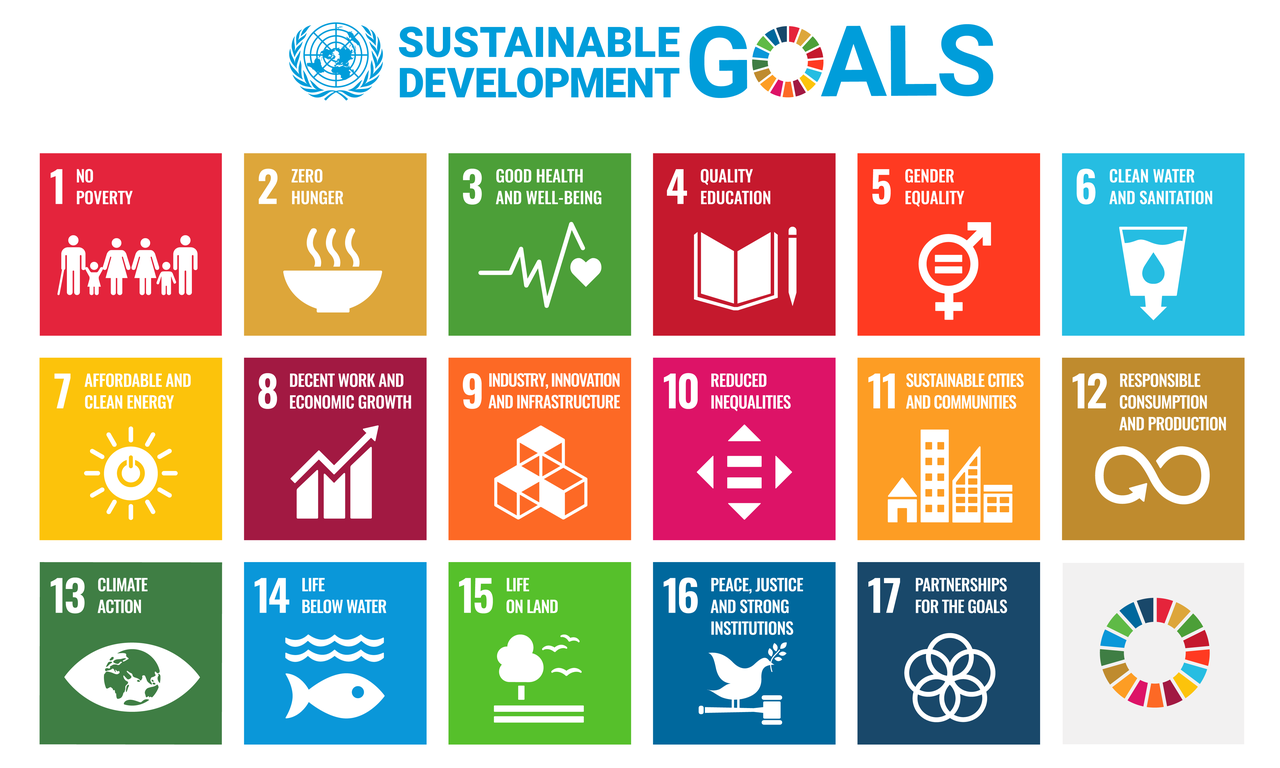 SUSTAINABLE
DEVELOPMENT
GOALS
1 NO
POVERTY
2 ZERO
HUNGER
3 GOOD HEALTH
AND WELL-BEING
4 QUALITY
EDUCATION
5 GENDER
EQUALITY
6 CLEAN WATER
AND SANITATION
7 AFFORDABLE AND
CLEAN ENERGY
8 DECENT WORK AND
ECONOMIC GROWTH
9 INDUSTRY, INNOVATION
AND INFRASTRUCTURE
10 REDUCED
INEQUALITIES
11 SUSTAINABLE CITIES
AND COMMUNITIES
12 RESPONSIBLE
CONSUMPTION
AND PRODUCTION
13 CLIMATE
ACTION
14 LIFE
BELOW WATER
15 LIFE
ON LAND
16 PEACE, JUSTICE
AND STRONG
INSTITUTIONS
17 PARTNERSHIPS
FOR THE GOALS